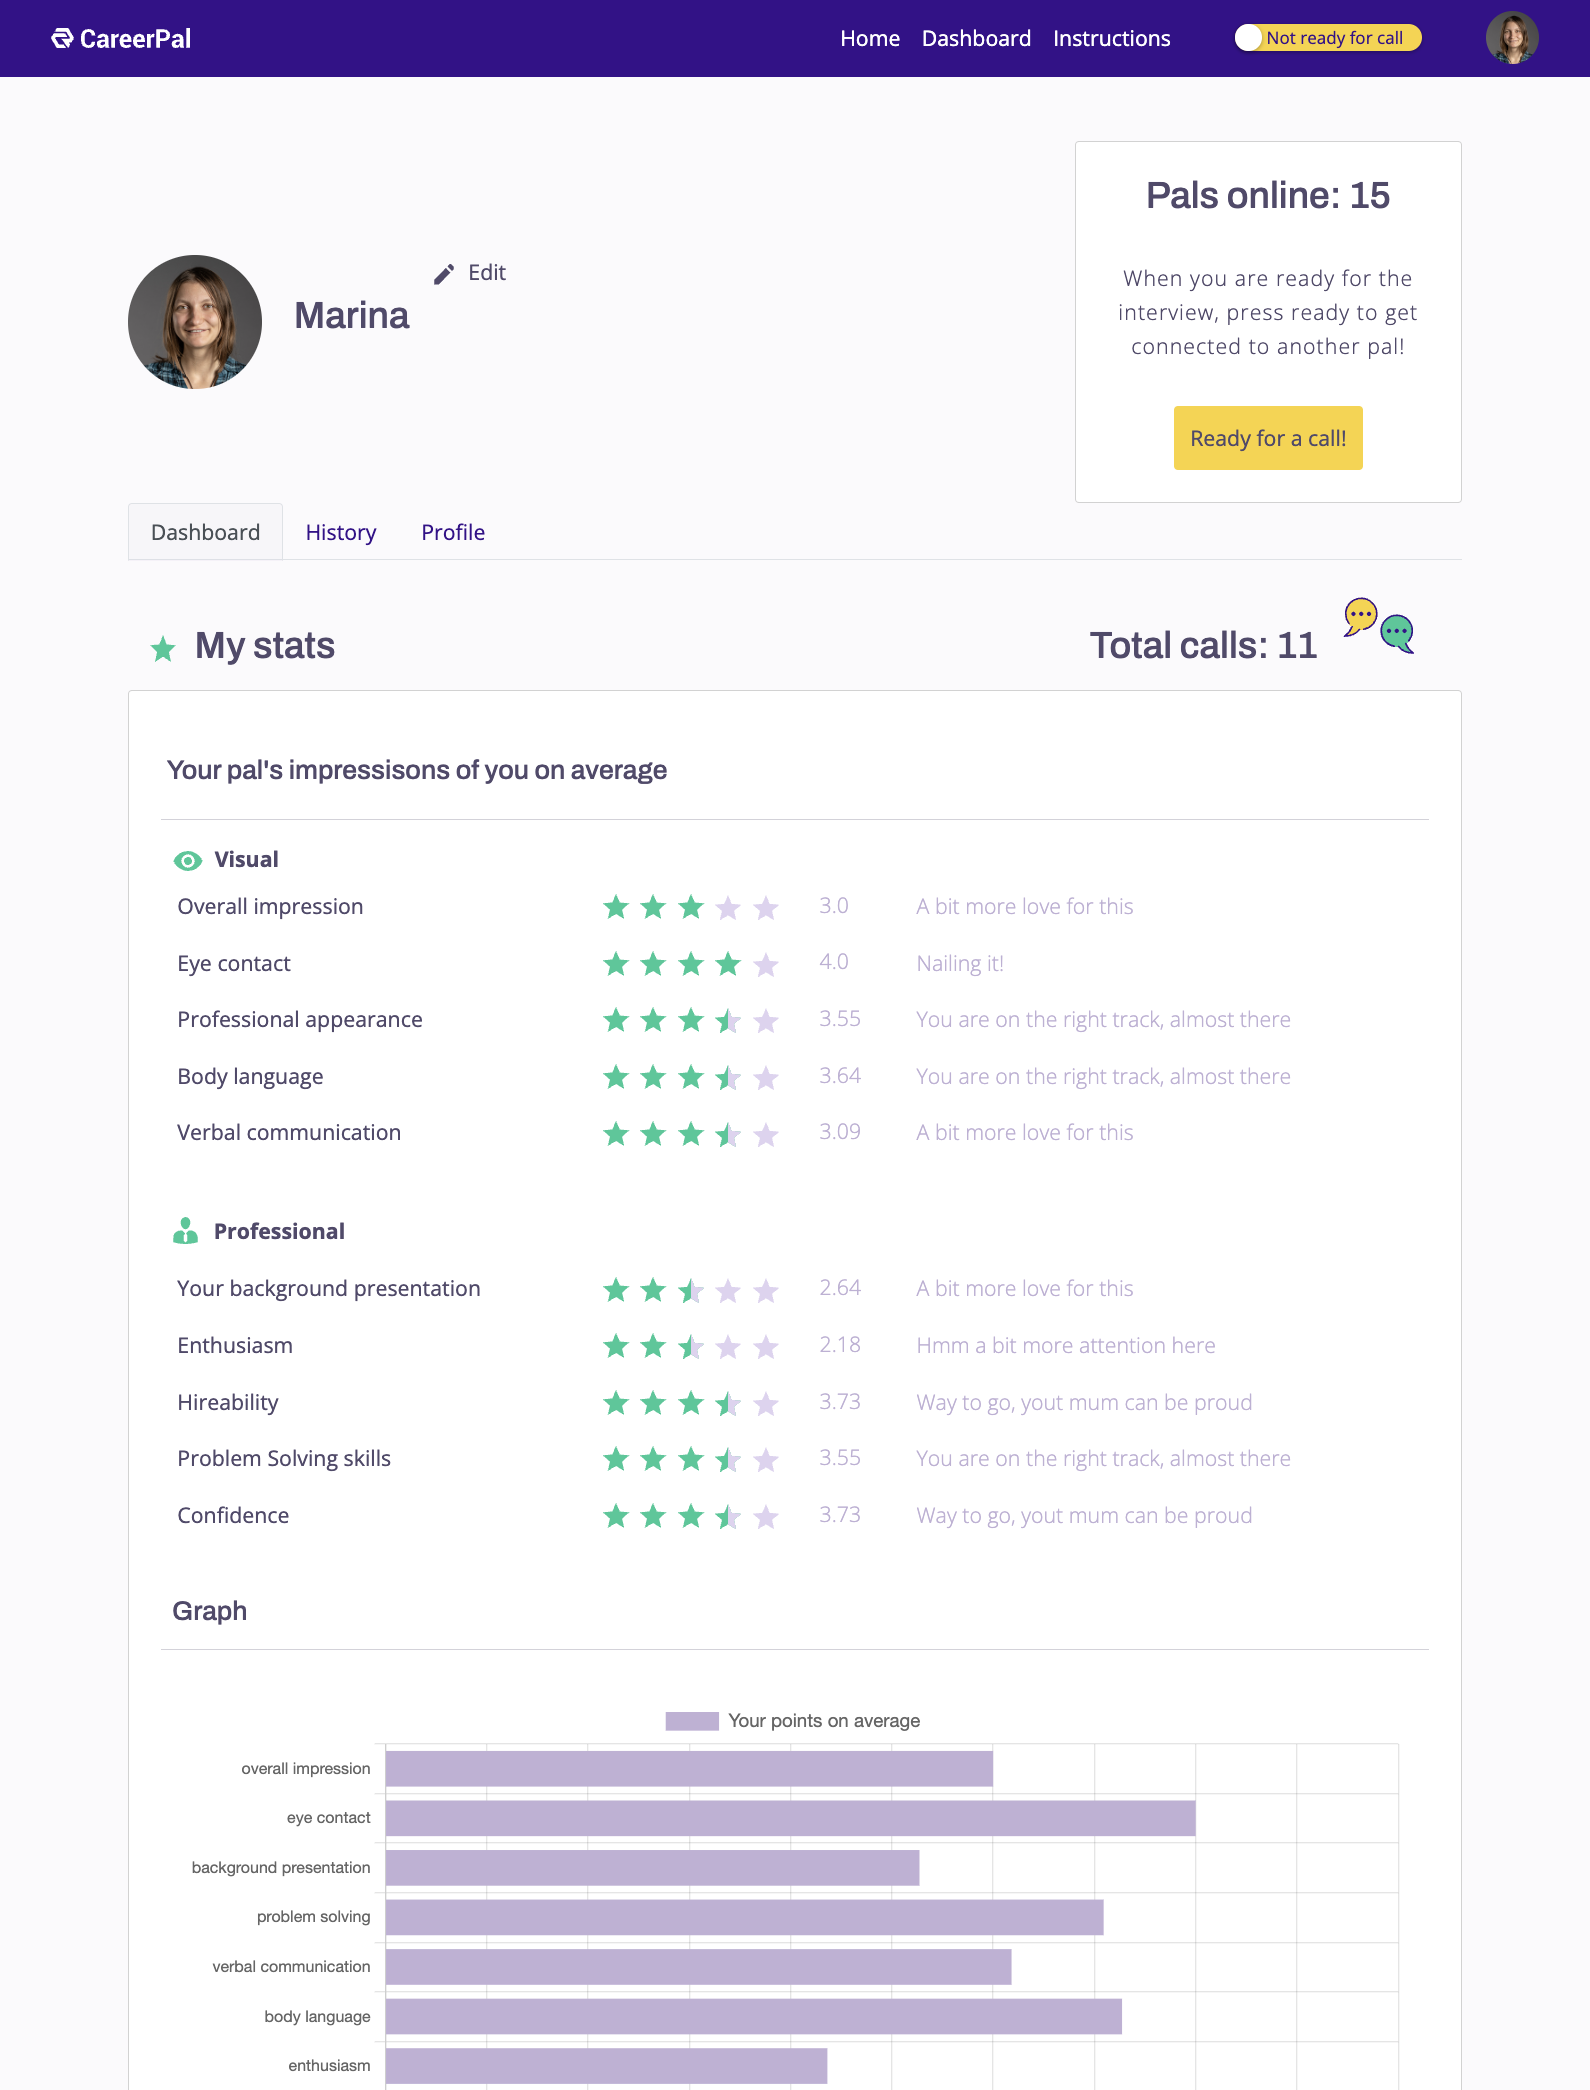 CareerPal
Home Dashboard Instructions
Not ready for call
Pals online: 15
When you are ready for the
interview, press ready to get
connected to another pal!
Ready for a call!
Edit
Marina
Dashboard History Profile
My stats
Total calls: 11
Your pal's impressisons of you on average
Visual
Overall impression 3.0 A bit more love for this
Eye contact 4.0 Nailing it!
Professional appearance 3.55 You are on the right track, almost there
Body language 3.64 You are on the right track, almost there
Verbal communication 3.09 A bit more love for this
Professional
Your background presentation 2.64 A bit more love for this
Enthusiasm 2.18 Hmm a bit more attention here
Hireability 3.73 Way to go, yout mum can be proud
Problem Solving skills 3.55 You are on the right track, almost there
Confidence 3.73 Way to go, yout mum can be proud
Graph
Your points on average
overall impression
eye contact
background presentation
problem solving
verbal communication
body language
enthusiasm